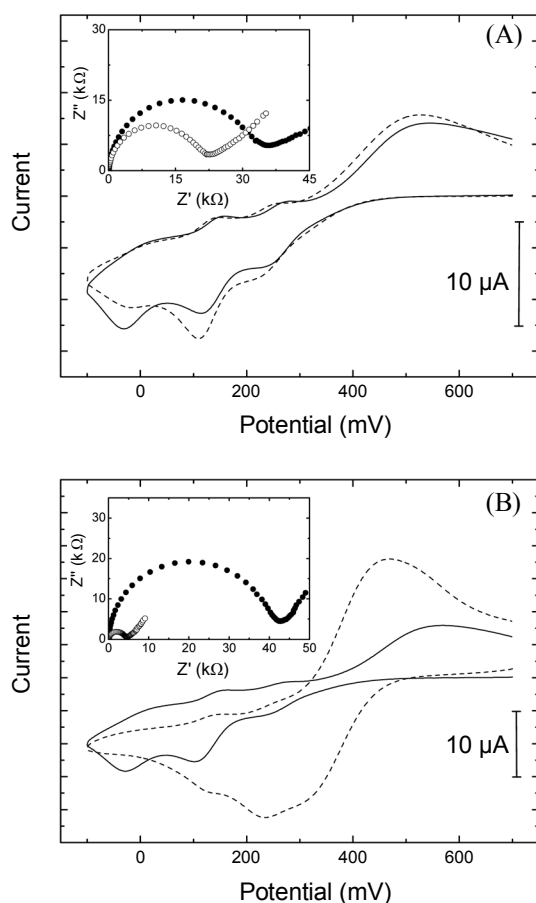 (A)
30
15
0
Z'' (kΩ)
0 15 30 45
Z' (kΩ)
Current
10 µA
0 200 400 600
Potential (mV)
(B)
30
20
10
0
Z'' (kΩ)
0 10 20 30 40 50
Z' (kΩ)
Current
10 µA
0 200 400 600
Potential (mV)